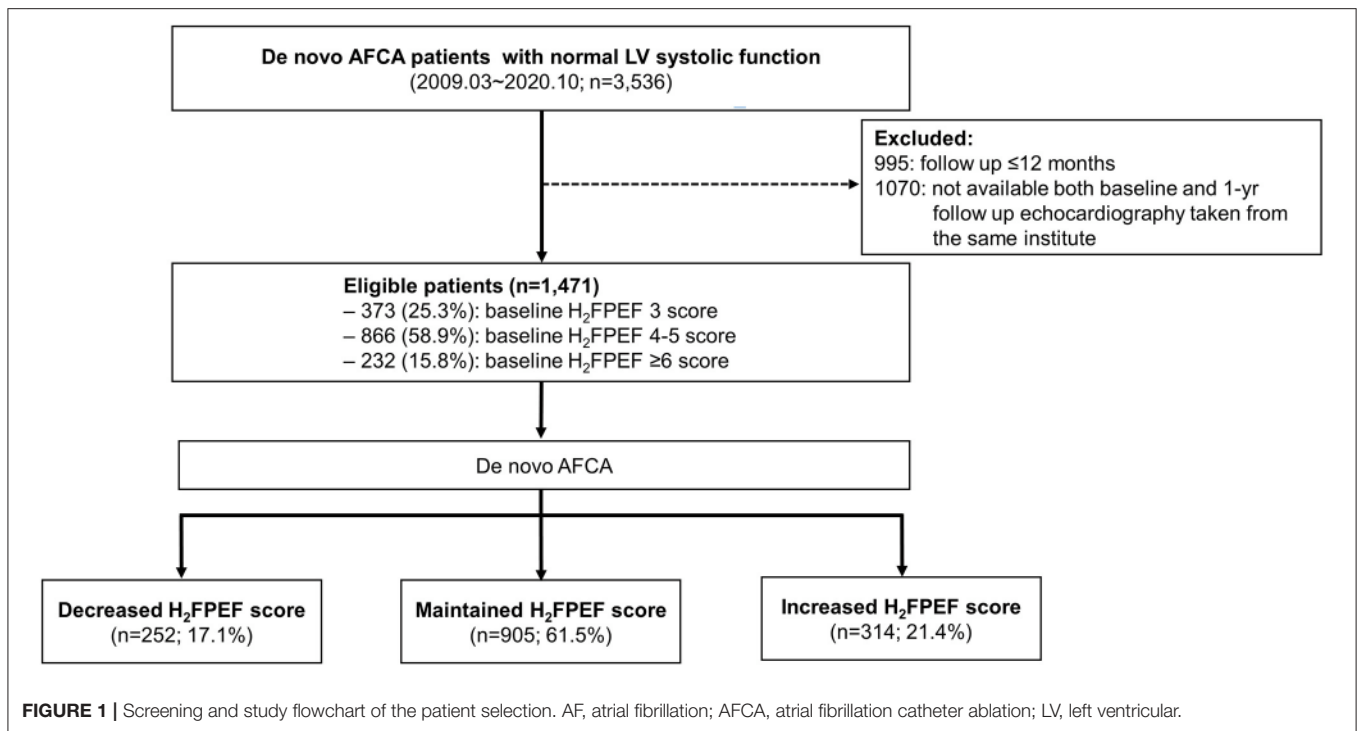 De novo AFCA patients with normal LV systolic function
(2009.03~2020.10; n=3,536)
Excluded:
995: follow up ≤12 months
1070: not available both baseline and 1-yr
follow up echocardiography taken from
the same institute
Eligible patients (n=1,471)
– 373 (25.3%): baseline H₂FPEF 3 score
– 866 (58.9%): baseline H₂FPEF 4-5 score
– 232 (15.8%): baseline H₂FPEF ≥6 score
De novo AFCA
Decreased H₂FPEF score
(n=252; 17.1%)
Maintained H₂FPEF score
(n=905; 61.5%)
Increased H₂FPEF score
(n=314; 21.4%)
FIGURE 1 | Screening and study flowchart of the patient selection. AF, atrial fibrillation; AFCA, atrial fibrillation catheter ablation; LV, left ventricular.